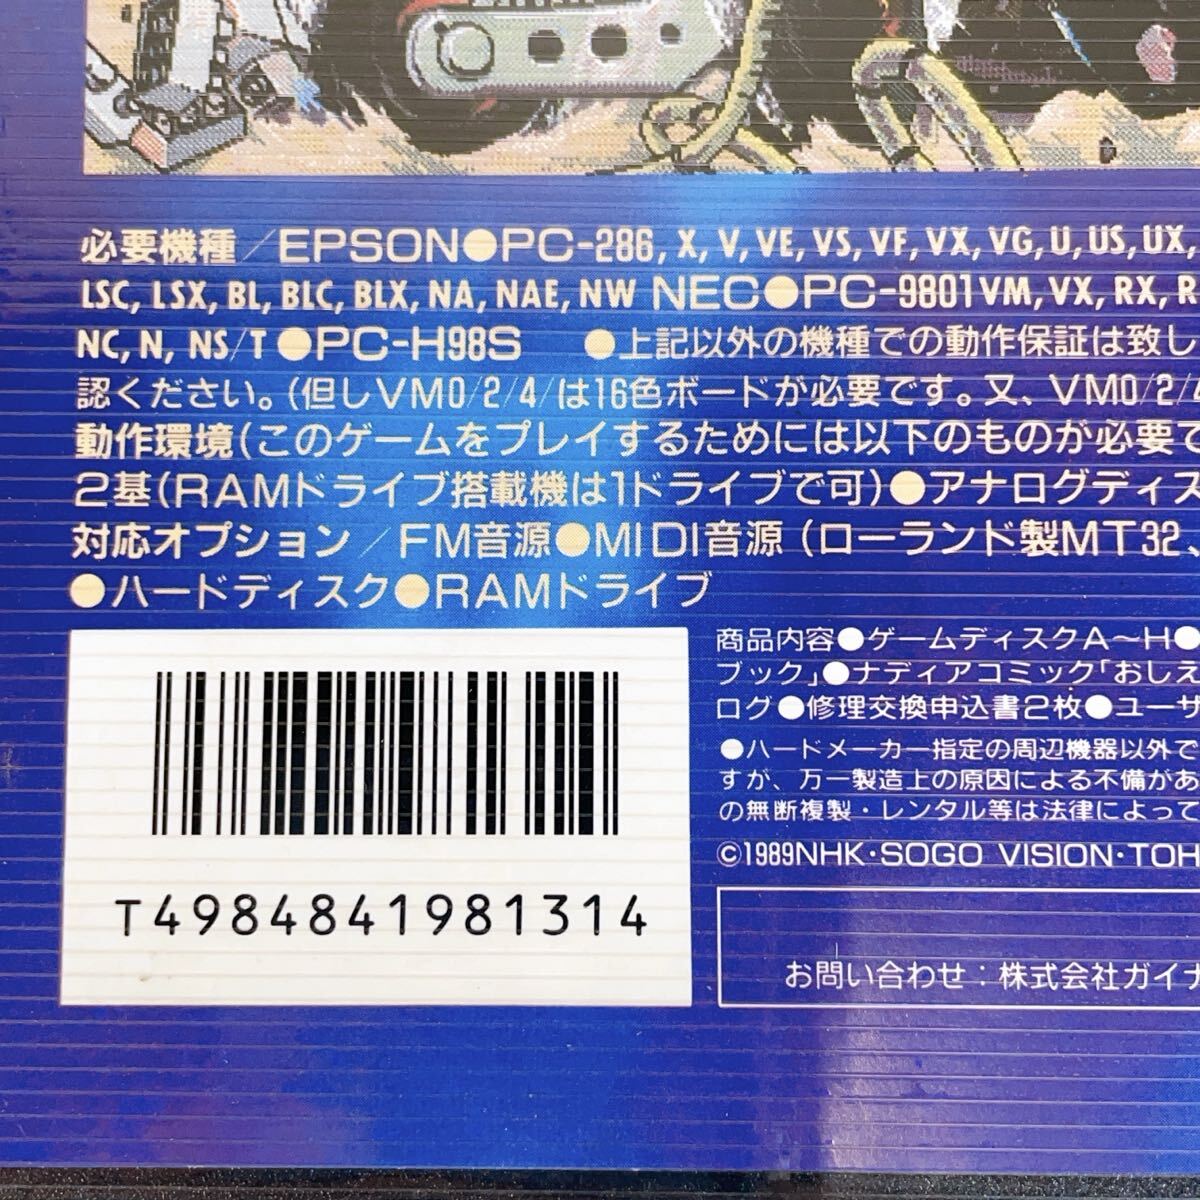 必要機種/EPSON●PC-286, X, V, VE, VS, VF, VX, VG, U, US, UX,
LSC, LSX, BL, BLC, BLX, NA, NAE, NW NEC●PC-9801VM, VX, RX, R
NC, N, NS/T●PC-H98S ●上記以外の機種での動作保証は致し
認ください。(但しVM0/2/4/は16色ボードが必要です。又、VM0/2/4
動作環境(このゲームをプレイするためには以下のものが必要で
2基(RAMドライブ搭載機は1ドライブで可)●アナログディス
対応オプション/FM音源●MIDI音源(ローランド製MT32、
●ハードディスク●RAMドライブ
商品内容●ゲームディスクA〜H●
ブック」●ナディアコミック「おしえ
ログ●修理交換申込書2枚●ユーザ
●ハードメーカー指定の周辺機器以外で
すが、万一製造上の原因による不備があ
の無断複製・レンタル等は法律によって
©1989NHK・SOGO VISION・TOH
T4984841981314
お問い合わせ：株式会社ガイナ